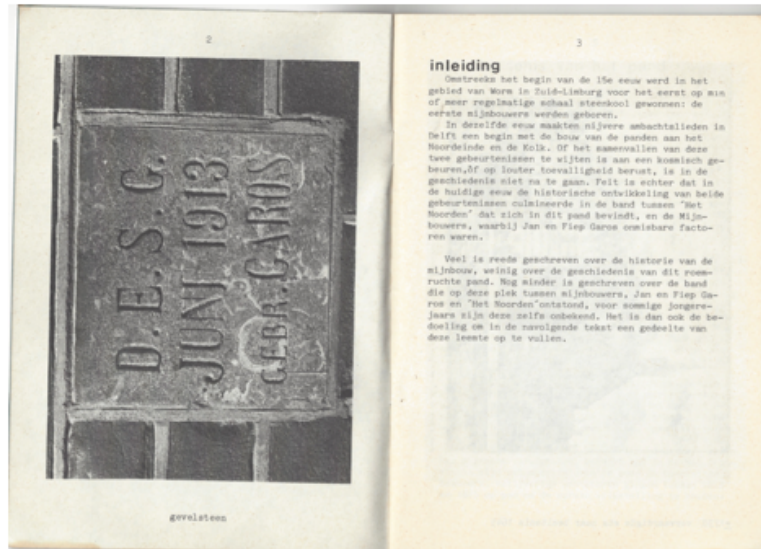 2
D.E.S.G.
JUNI 1913
GEBR. GAROS
gevelsteen
3
inleiding
Omstreeks het begin van de 15e eeuw werd in het
gebied van Worm in Zuid-Limburg voor het eerst op min
of meer regelmatige schaal steenkool gewonnen: de
eerste mijnbouwers werden geboren.
In dezelfde eeuw maakten nijvere ambachtslieden in
Delft een begin met de bouw van de panden aan het
Noordeinde en de Kolk. Of het samenvallen van deze
twee gebeurtenissen te wijten is aan een kosmisch ge-
beuren,òf op louter toevalligheid berust, is in de
geschiedenis niet na te gaan. Feit is echter dat in
de huidige eeuw de historische ontwikkeling van beide
gebeurtenissen culmineerde in de band tussen "Het
Noorden" dat zich in dit pand bevindt, en de Mijn-
bouwers, waarbij Jan en Fiep Garos onmisbare facto-
ren waren.
Veel is reeds geschreven over de historie van de
mijnbouw, weinig over de geschiedenis van dit roem-
ruchte pand. Nog minder is geschreven over de band
die op deze plek tussen mijnbouwers, Jan en Fiep Ga-
ros en "Het Noorden"ontstond, voor sommige jongere-
jaars zijn deze zelfs onbekend. Het is dan ook de be-
doeling om in de navolgende tekst een gedeelte van
deze leemte op te vullen.